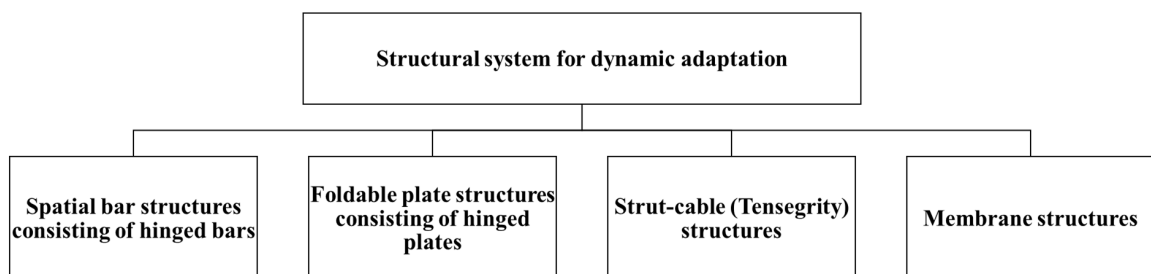 Structural system for dynamic adaptation
Spatial bar structures
consisting of hinged bars
Foldable plate structures
consisting of hinged
plates
Strut-cable (Tensegrity)
structures
Membrane structures